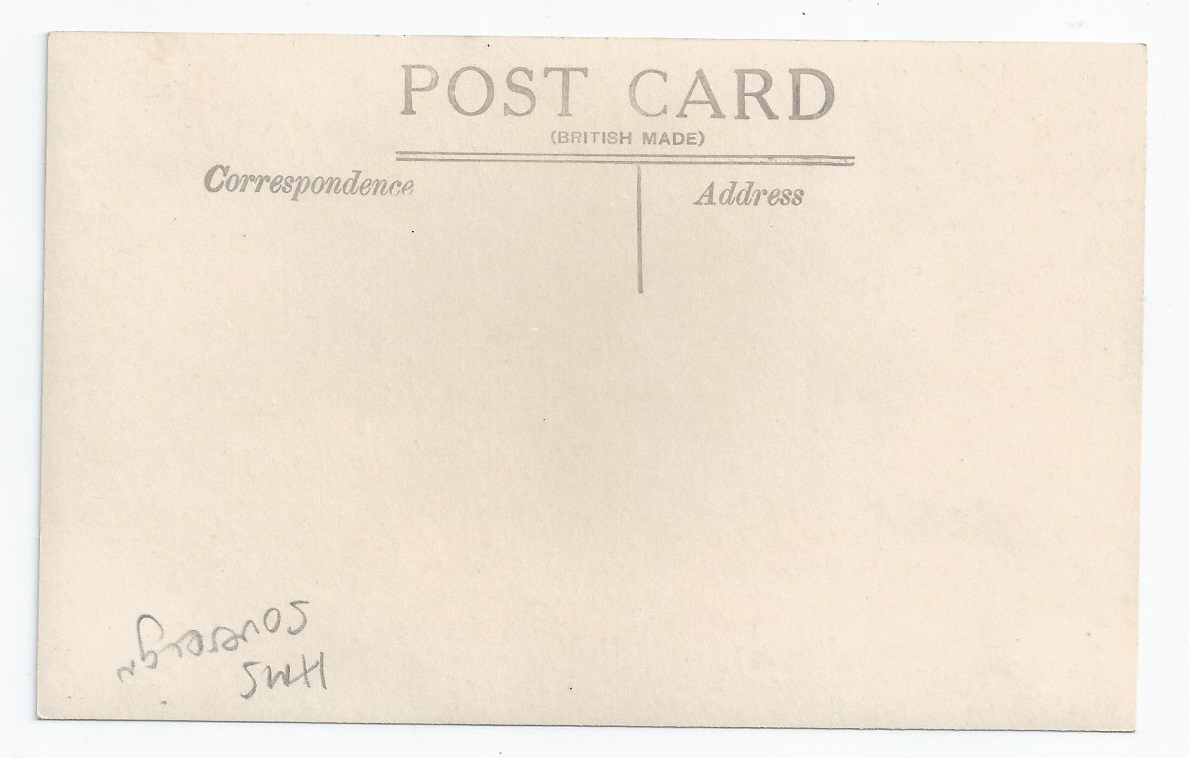 POST CARD
(BRITISH MADE)
Correspondence
Address
HMS
Sovereign